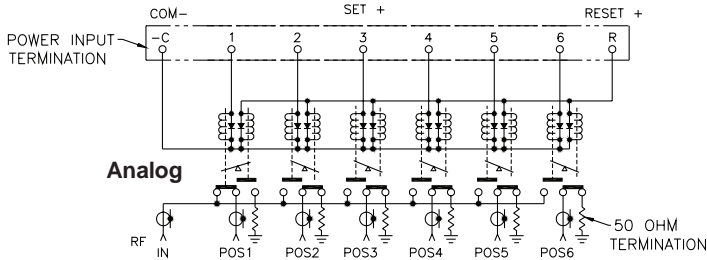 COM- SET + RESET +
POWER INPUT
TERMINATION
-C 1 2 3 4 5 6 R
Analog
50 OHM
TERMINATION
RF IN POS1 POS2 POS3 POS4 POS5 POS6